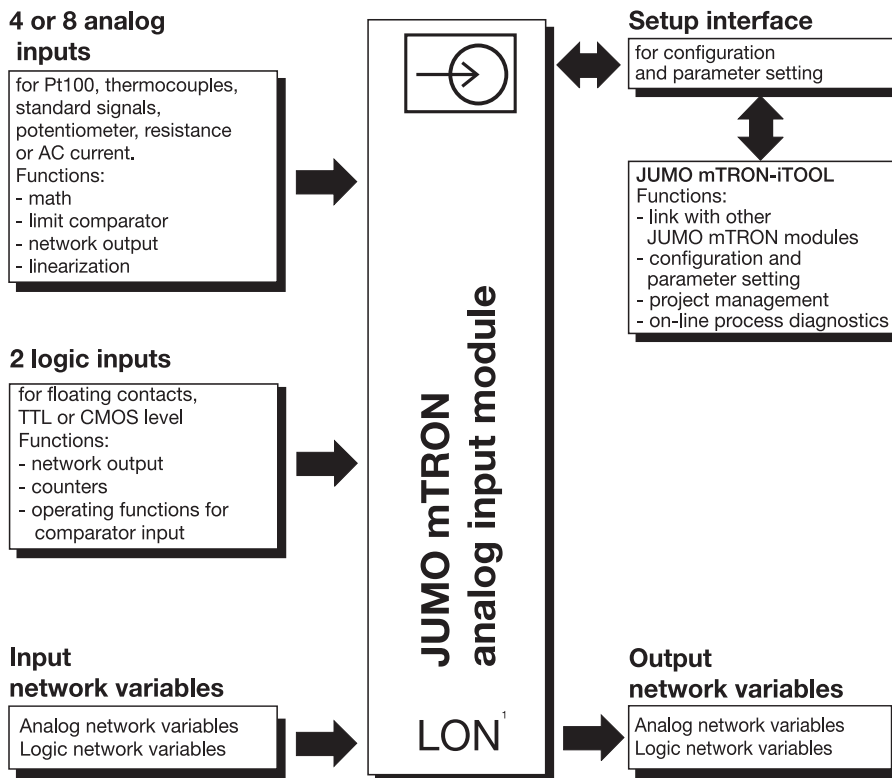 4 or 8 analog
inputs
for Pt100, thermocouples,
standard signals,
potentiometer, resistance
or AC current.
Functions:
- math
- limit comparator
- network output
- linearization
2 logic inputs
for floating contacts,
TTL or CMOS level
Functions:
- network output
- counters
- operating functions for
comparator input
Input
network variables
Analog network variables
Logic network variables
JUMO mTRON
analog input module
LON¹
Setup interface
for configuration
and parameter setting
JUMO mTRON-iTOOL
Functions:
- link with other
JUMO mTRON modules
- configuration and
parameter setting
- project management
- on-line process diagnostics
Output
network variables
Analog network variables
Logic network variables